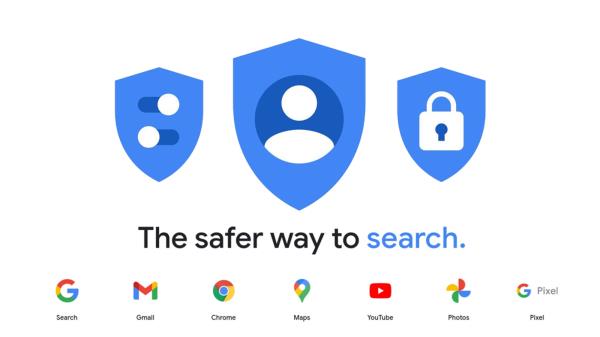 The safer way to search.
Pixel
Search
Gmail
Chrome
Maps
YouTube
Photos
Pixel